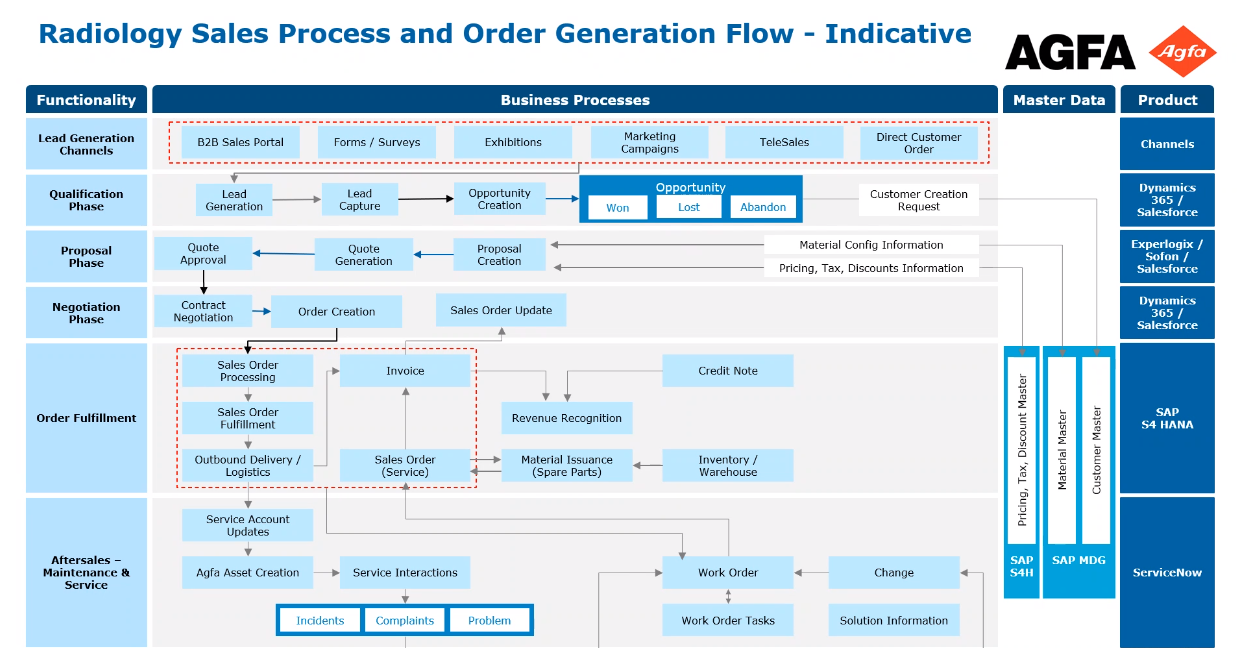 Radiology Sales Process and Order Generation Flow - Indicative
AGFA
Agfa
Functionality
Business Processes
Master Data
Product
Lead Generation
Channels
B2B Sales Portal
Forms / Surveys
Exhibitions
Marketing
Campaigns
TeleSales
Direct Customer
Order
Channels
Qualification
Phase
Lead
Generation
Lead
Capture
Opportunity
Creation
Opportunity
Won
Lost
Abandon
Customer Creation
Request
Dynamics
365 /
Salesforce
Proposal
Phase
Quote
Approval
Quote
Generation
Proposal
Creation
Material Config Information
Pricing, Tax, Discounts Information
Experlogix /
Sofon /
Salesforce
Negotiation
Phase
Contract
Negotiation
Order Creation
Sales Order Update
Dynamics
365 /
Salesforce
Order Fulfillment
Sales Order
Processing
Invoice
Credit Note
Sales Order
Fulfillment
Revenue Recognition
Outbound Delivery /
Logistics
Sales Order
(Service)
Material Issuance
(Spare Parts)
Inventory /
Warehouse
Pricing, Tax, Discount Master
Material Master
Customer Master
SAP
S4H
SAP MDG
SAP
S4 HANA
Aftersales –
Maintenance &
Service
Service Account
Updates
Agfa Asset Creation
Service Interactions
Work Order
Change
Incidents
Complaints
Problem
Work Order Tasks
Solution Information
ServiceNow